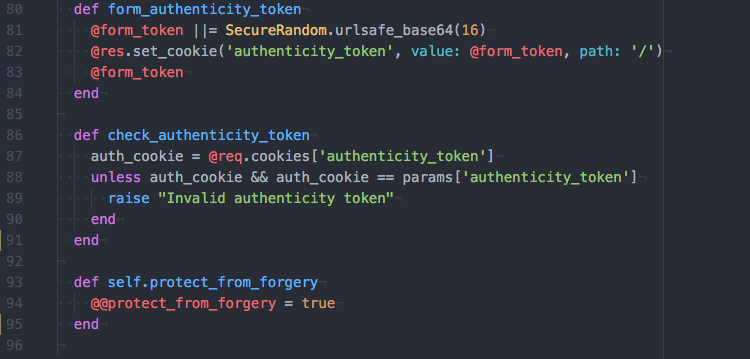 80 def form_authenticity_token
81 @form_token ||= SecureRandom.urlsafe_base64(16)
82 @res.set_cookie('authenticity_token', value: @form_token, path: '/')
83 @form_token
84 end
85
86 def check_authenticity_token
87 auth_cookie = @req.cookies['authenticity_token']
88 unless auth_cookie && auth_cookie == params['authenticity_token']
89 raise "Invalid authenticity token"
90 end
91 end
92
93 def self.protect_from_forgery
94 @@protect_from_forgery = true
95 end
96